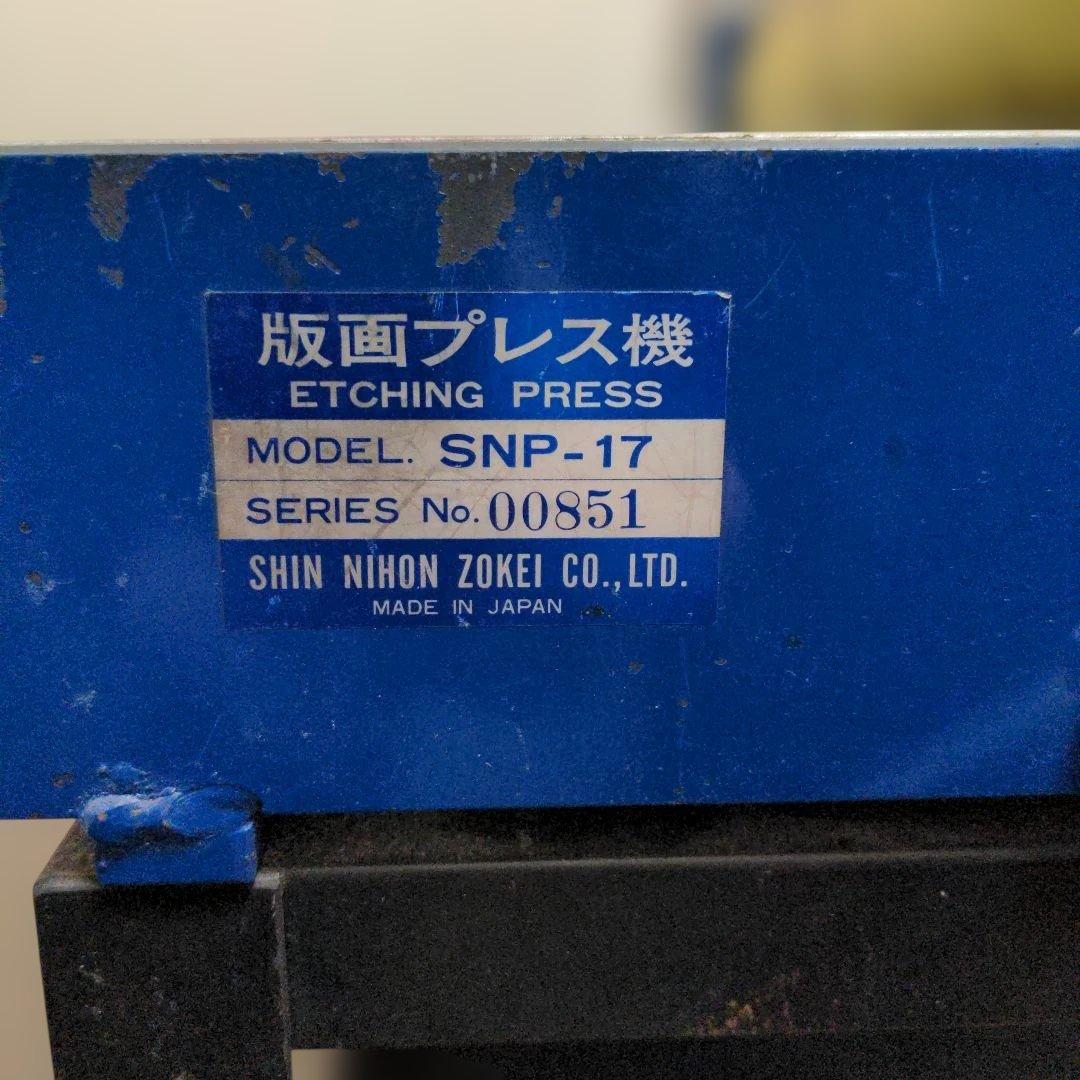 版画プレス機
ETCHING PRESS
MODEL. SNP-17
SERIES No. 00851
SHIN NIHON ZOKEI CO., LTD.
MADE IN JAPAN